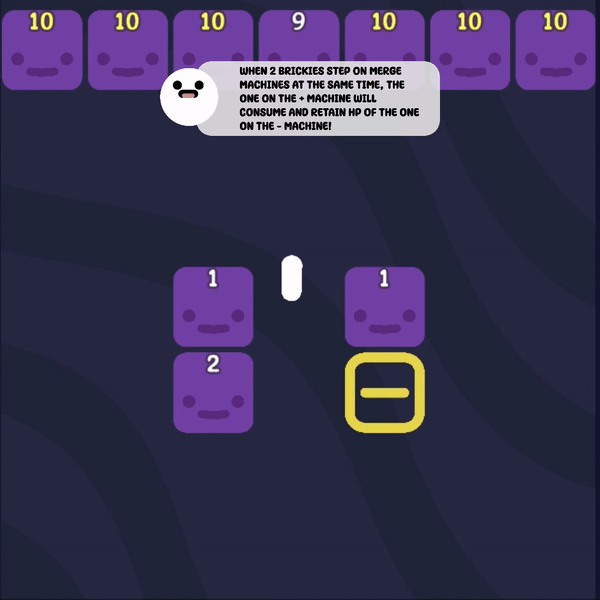 10 10 10 9 10 10 10
WHEN 2 BRICKIES STEP ON MERGE
MACHINES AT THE SAME TIME, THE
ONE ON THE + MACHINE WILL
CONSUME AND RETAIN HP OF THE ONE
ON THE - MACHINE!
1 1
2